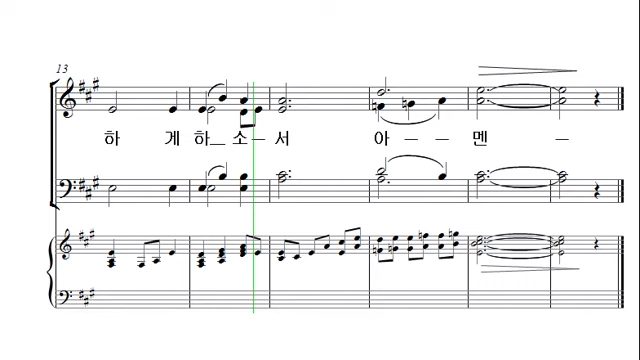 13
하 게 하 소 서 아 멘